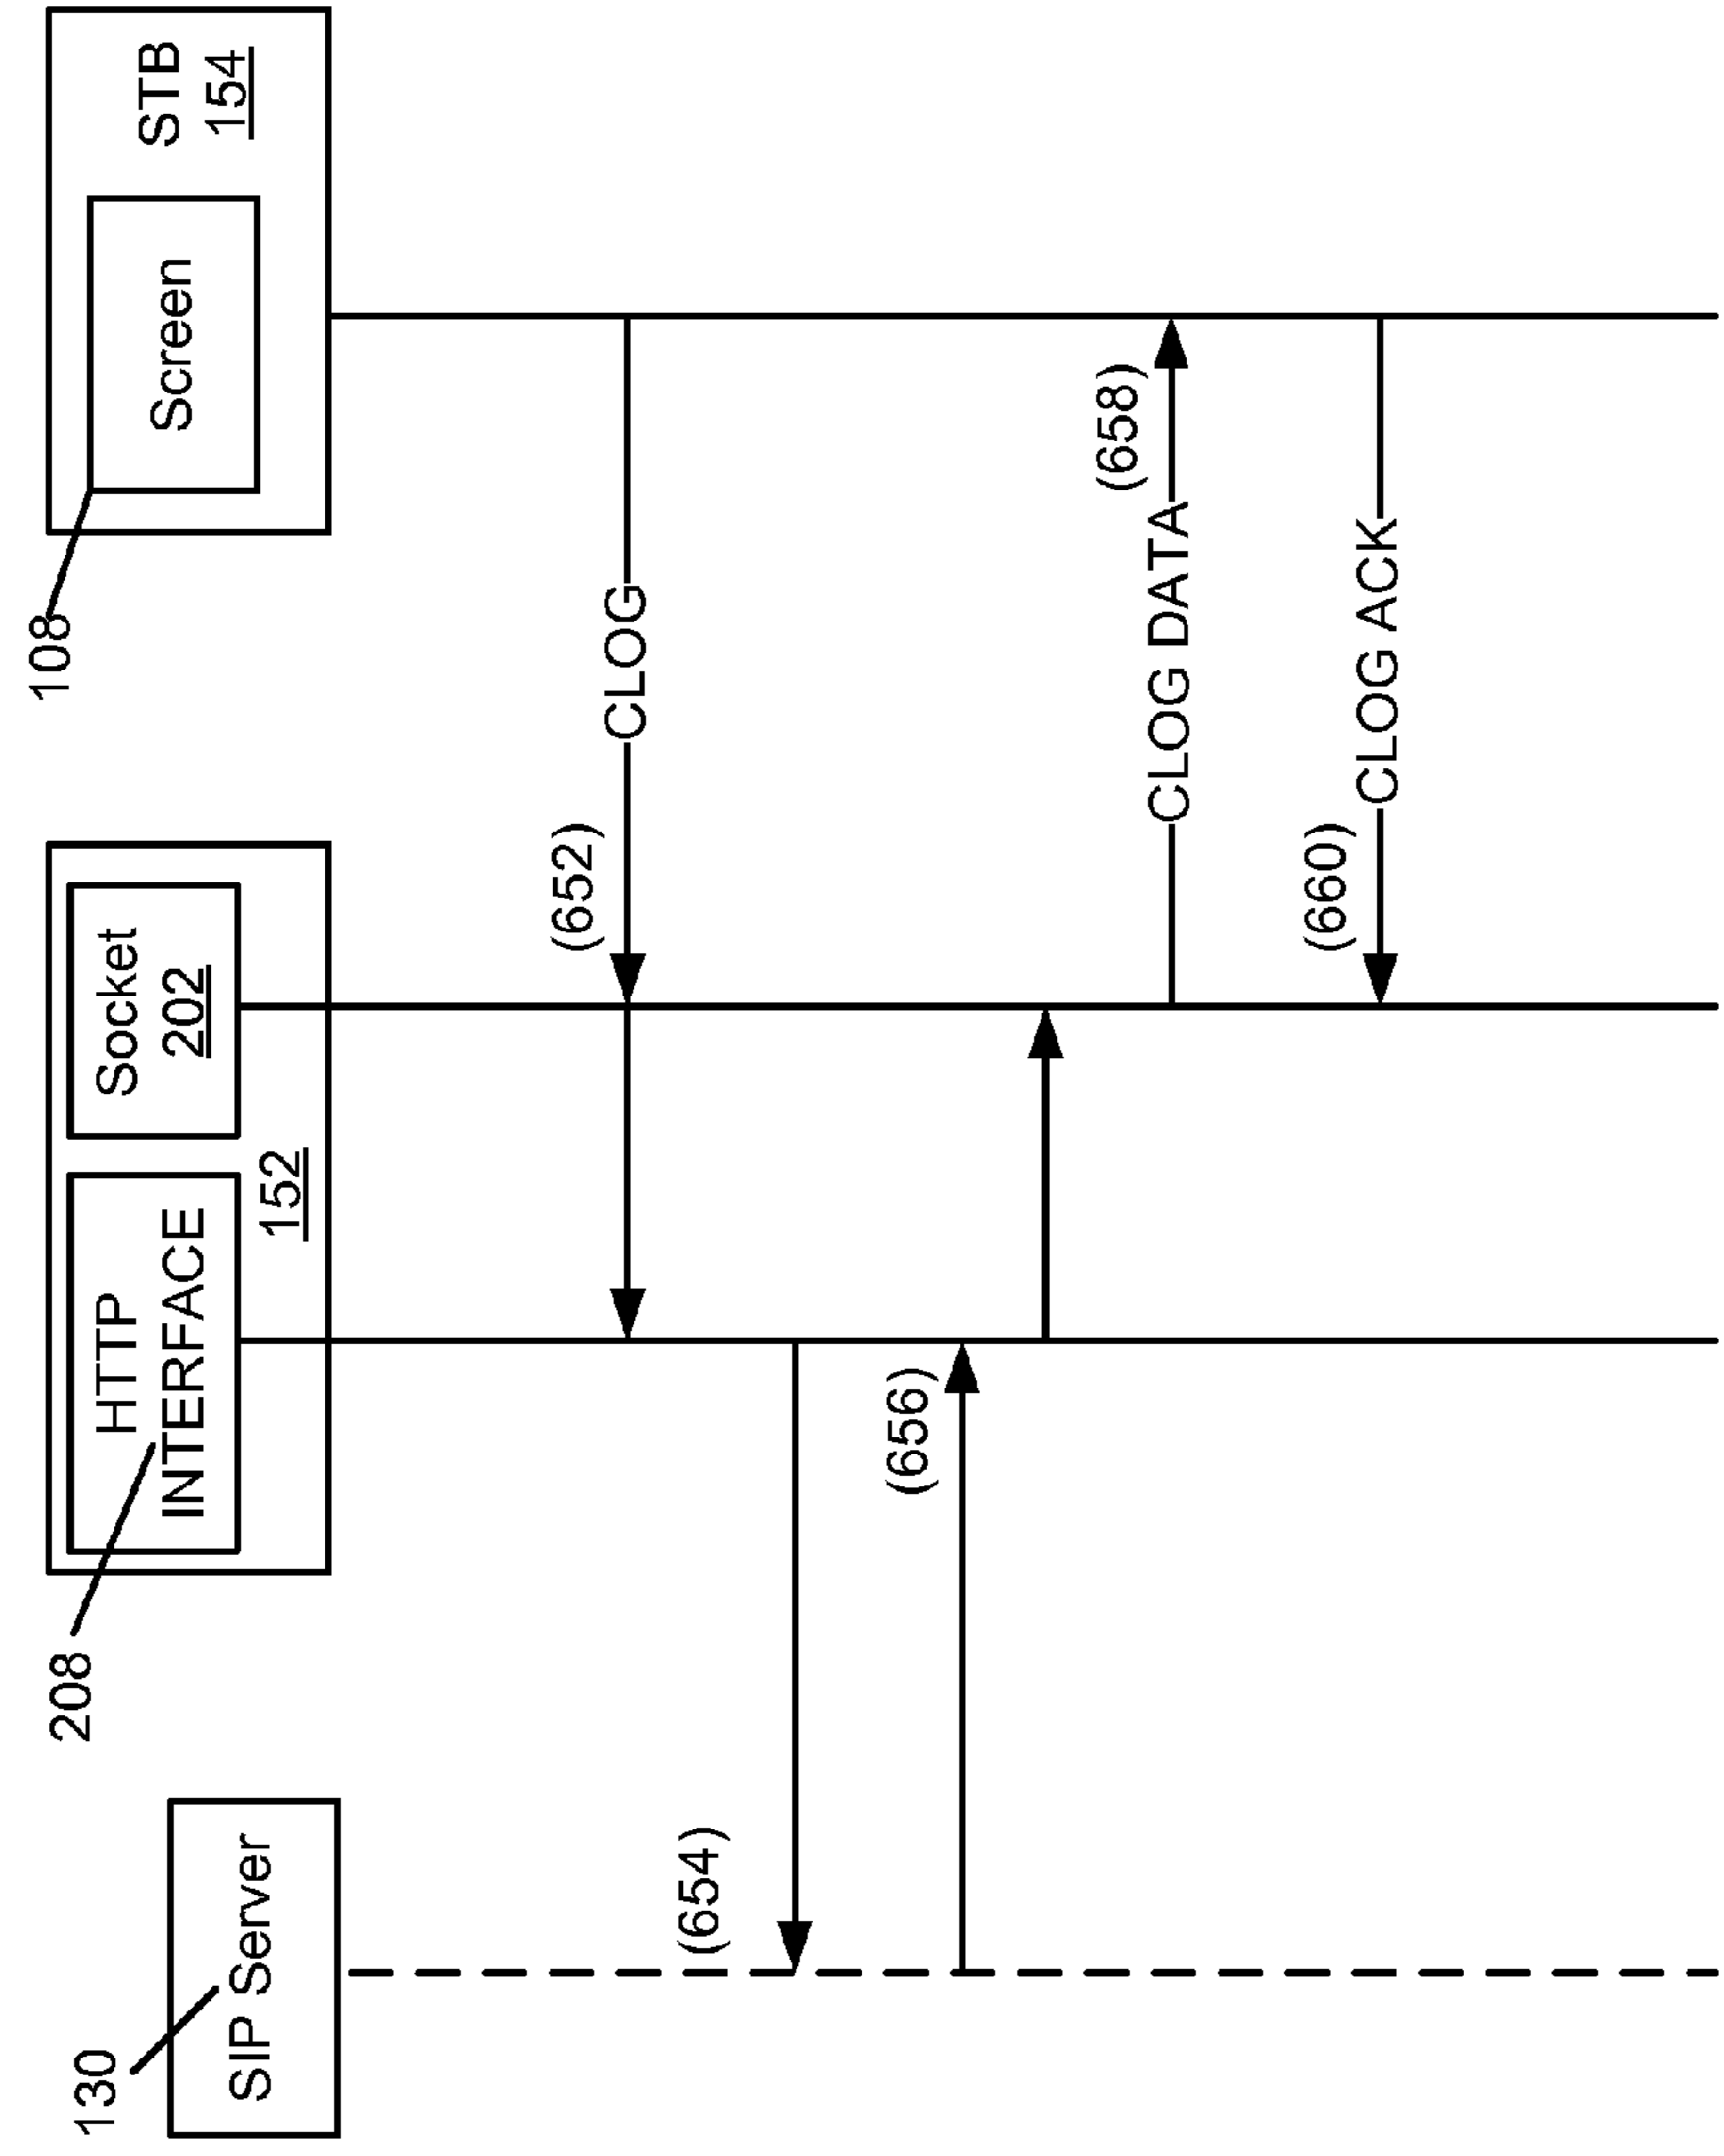 130
SIP Server
208
HTTP
INTERFACE
152
Socket
202
108
Screen
STB
154
(652)
CLOG
(654)
(656)
(658)
CLOG DATA
(660)
CLOG ACK